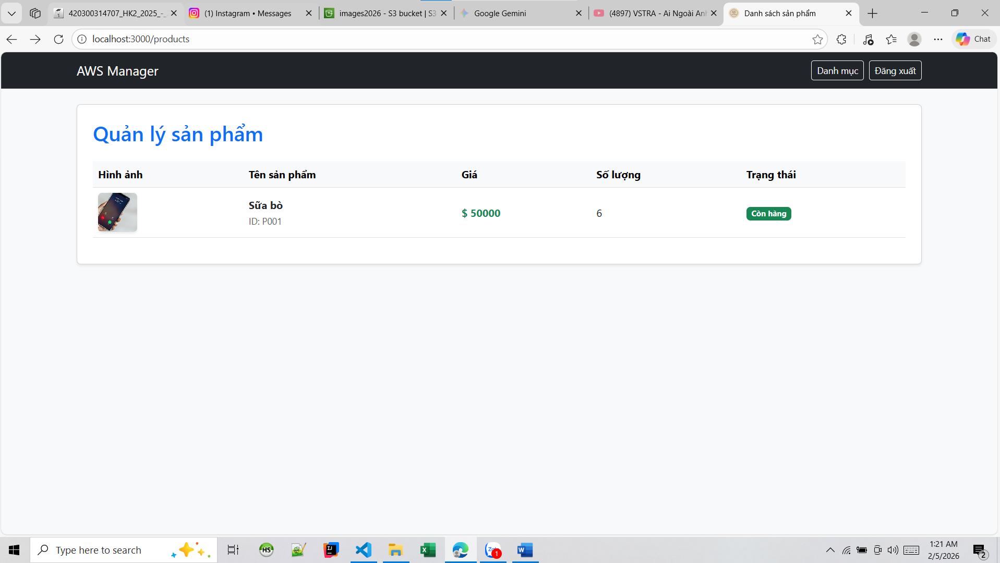 420300314707_HK2_2025_-_
(1) Instagram • Messages
images2026 - S3 bucket | S3
Google Gemini
(4897) VSTRA - Ai Ngoài Anh
Danh sách sản phẩm
localhost:3000/products
Chat
AWS Manager
Danh mục
Đăng xuất
Quản lý sản phẩm
Hình ảnh Tên sản phẩm Giá Số lượng Trạng thái
Sữa bò
ID: P001
$ 50000
6
Còn hàng
Type here to search
HS
IJ
X
Zalo
1
W
1:21 AM
2/5/2026
2